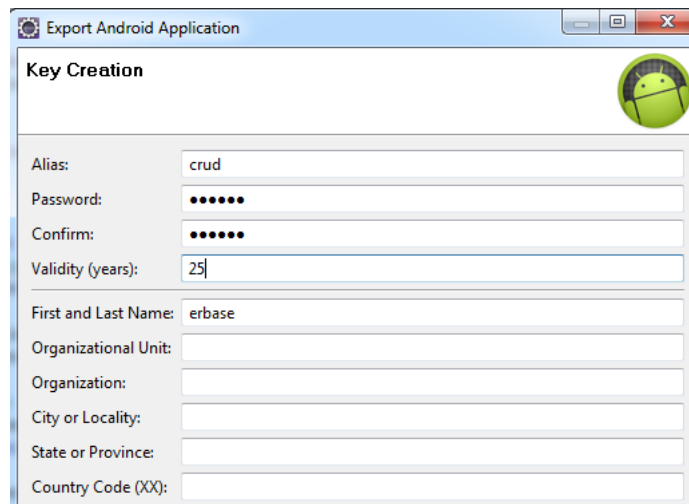 Export Android Application
Key Creation
Alias: crud
Password: ••••••
Confirm: ••••••
Validity (years): 25
First and Last Name: erbase
Organizational Unit:
Organization:
City or Locality:
State or Province:
Country Code (XX):